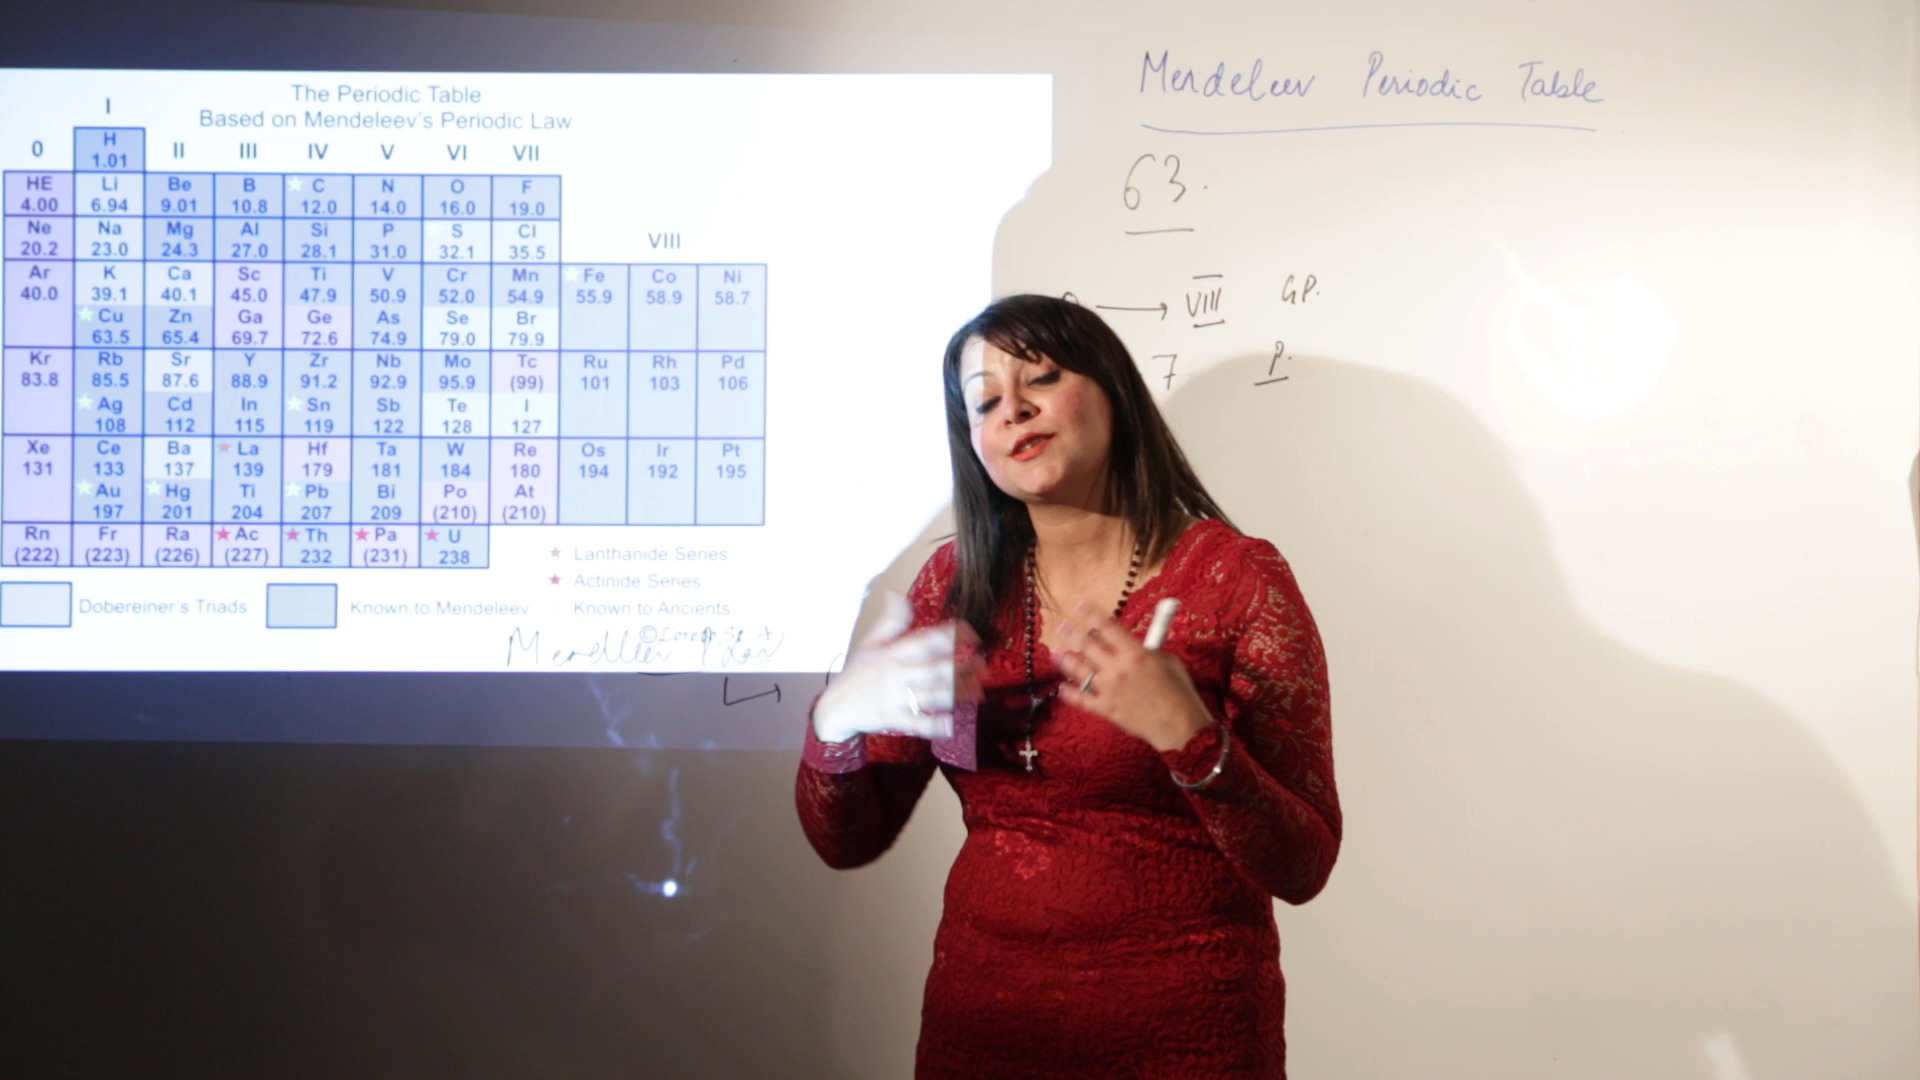 The Periodic Table
Based on Mendeleev's Periodic Law
0 I II III IV V VI VII VIII
H
1.01
HE Li Be B C N O F
4.00 6.94 9.01 10.8 12.0 14.0 16.0 19.0
Ne Na Mg Al Si P S Cl
20.2 23.0 24.3 27.0 28.1 31.0 32.1 35.5
Ar K Ca Sc Ti V Cr Mn Fe Co Ni
40.0 39.1 40.1 45.0 47.9 50.9 52.0 54.9 55.9 58.9 58.7
Cu Zn Ga Ge As Se Br
63.5 65.4 69.7 72.6 74.9 79.0 79.9
Kr Rb Sr Y Zr Nb Mo Tc Ru Rh Pd
83.8 85.5 87.6 88.9 91.2 92.9 95.9 (99) 101 103 106
Ag Cd In Sn Sb Te I
108 112 115 119 122 128 127
Xe Ce Ba La Hf Ta W Re Os Ir Pt
131 133 137 139 179 181 184 180 194 192 195
Au Hg Ti Pb Bi Po At
197 201 204 207 209 (210) (210)
Rn Fr Ra Ac Th Pa U
(222) (223) (226) (227) 232 (231) 238
Lanthanide Series
Actinide Series
Known to Ancients
Dobereiner's Triads
Known to Mendeleev
Mendeleev Periodic Table
63.
VIII GP.
7 P.